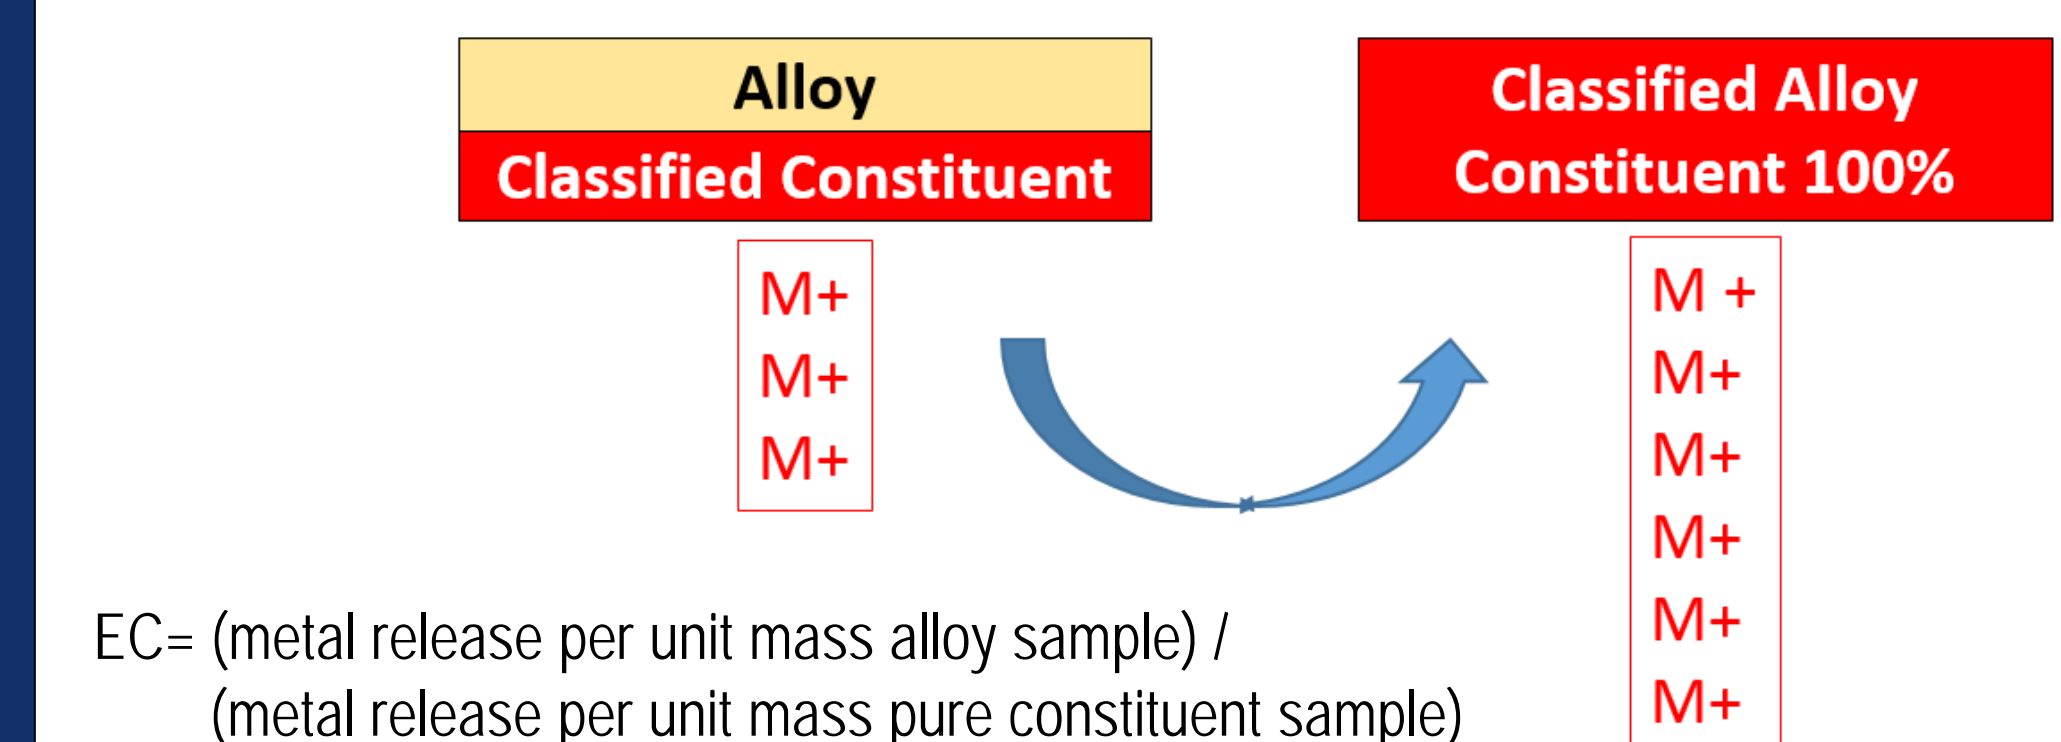 Alloy
Classified Constituent
M+
M+
M+
Classified Alloy
Constituent 100%
M +
M+
M+
M+
M+
M+
EC= (metal release per unit mass alloy sample) /
(metal release per unit mass pure constituent sample)